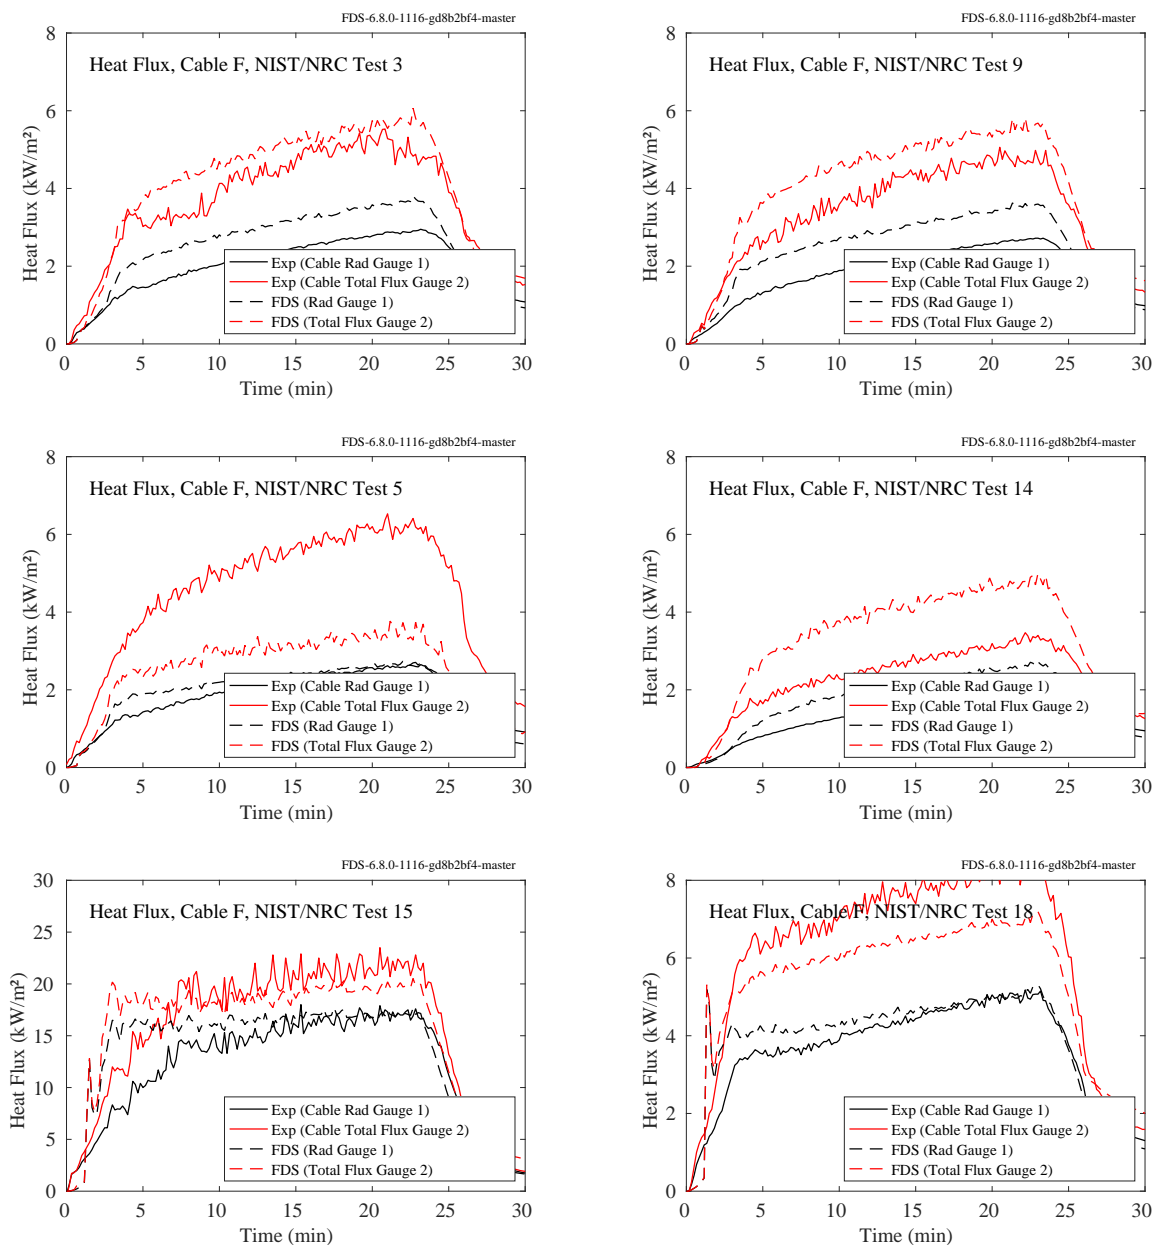 FDS-6.8.0-1116-gd8b2bf4-master
Heat Flux, Cable F, NIST/NRC Test 3
Heat Flux (kW/m²)
8
6
4
2
0
Exp (Cable Rad Gauge 1)
Exp (Cable Total Flux Gauge 2)
FDS (Rad Gauge 1)
FDS (Total Flux Gauge 2)
0 5 10 15 20 25 30
Time (min)
FDS-6.8.0-1116-gd8b2bf4-master
Heat Flux, Cable F, NIST/NRC Test 9
Heat Flux (kW/m²)
8
6
4
2
0
Exp (Cable Rad Gauge 1)
Exp (Cable Total Flux Gauge 2)
FDS (Rad Gauge 1)
FDS (Total Flux Gauge 2)
0 5 10 15 20 25 30
Time (min)
FDS-6.8.0-1116-gd8b2bf4-master
Heat Flux, Cable F, NIST/NRC Test 5
Heat Flux (kW/m²)
8
6
4
2
0
Exp (Cable Rad Gauge 1)
Exp (Cable Total Flux Gauge 2)
FDS (Rad Gauge 1)
FDS (Total Flux Gauge 2)
0 5 10 15 20 25 30
Time (min)
FDS-6.8.0-1116-gd8b2bf4-master
Heat Flux, Cable F, NIST/NRC Test 14
Heat Flux (kW/m²)
8
6
4
2
0
Exp (Cable Rad Gauge 1)
Exp (Cable Total Flux Gauge 2)
FDS (Rad Gauge 1)
FDS (Total Flux Gauge 2)
0 5 10 15 20 25 30
Time (min)
FDS-6.8.0-1116-gd8b2bf4-master
Heat Flux, Cable F, NIST/NRC Test 15
Heat Flux (kW/m²)
30
25
20
15
10
5
0
Exp (Cable Rad Gauge 1)
Exp (Cable Total Flux Gauge 2)
FDS (Rad Gauge 1)
FDS (Total Flux Gauge 2)
0 5 10 15 20 25 30
Time (min)
FDS-6.8.0-1116-gd8b2bf4-master
Heat Flux, Cable F, NIST/NRC Test 18
Heat Flux (kW/m²)
8
6
4
2
0
Exp (Cable Rad Gauge 1)
Exp (Cable Total Flux Gauge 2)
FDS (Rad Gauge 1)
FDS (Total Flux Gauge 2)
0 5 10 15 20 25 30
Time (min)